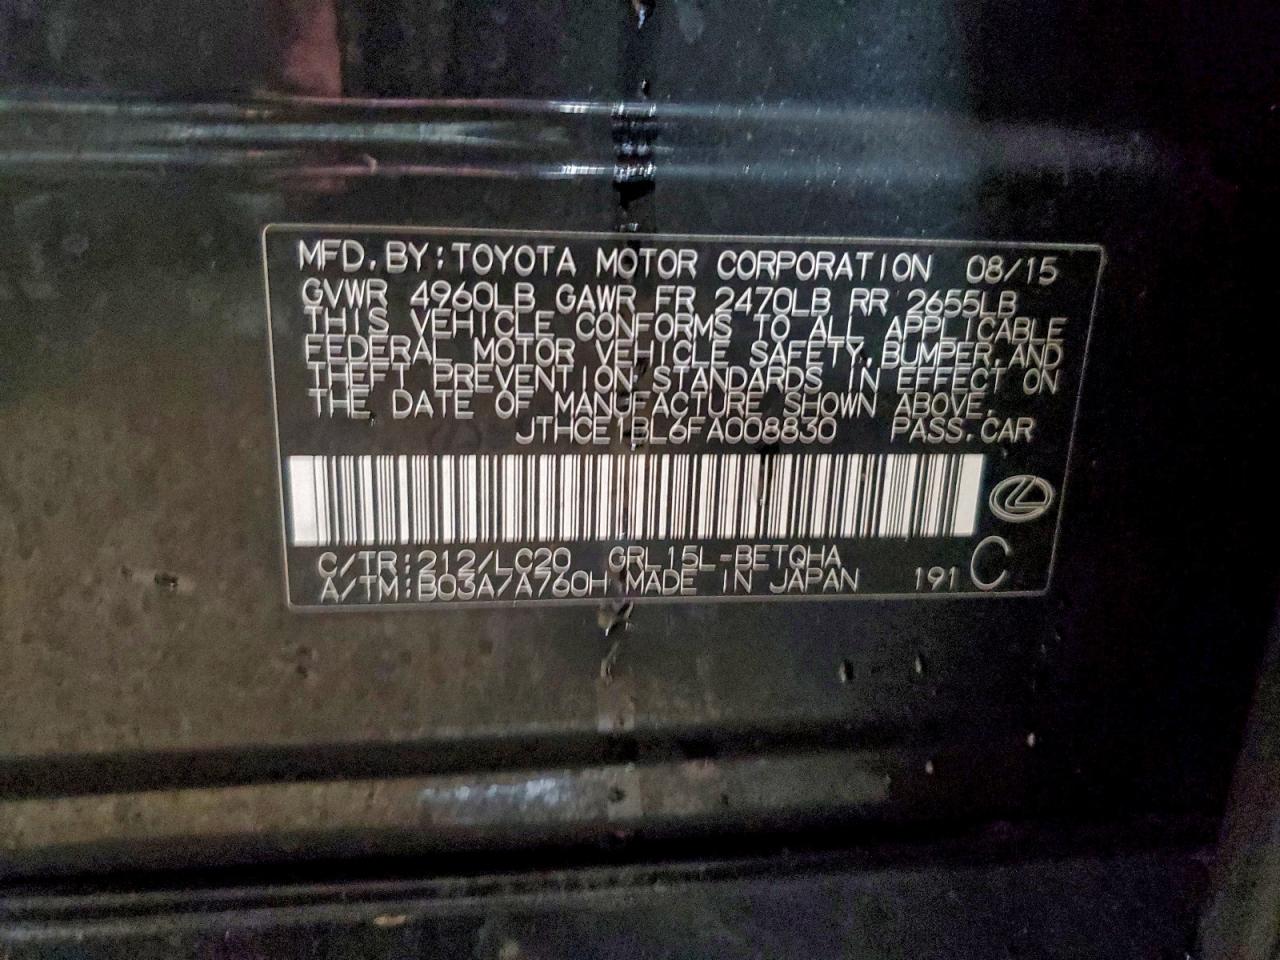 MFD. BY: TOYOTA MOTOR CORPORATION 08/15
GVWR 4960LB GAWR FR 2470LB RR 2655LB
THIS VEHICLE CONFORMS TO ALL APPLICABLE
FEDERAL MOTOR VEHICLE SAFETY, BUMPER, AND
THEFT PREVENTION STANDARDS IN EFFECT ON
THE DATE OF MANUFACTURE SHOWN ABOVE.
JTHCE1BL6FA008830 PASS. CAR
C/TR: 212/LC20 GRL15L-BETQHA
A/TM: B03A/A760H MADE IN JAPAN 191 C